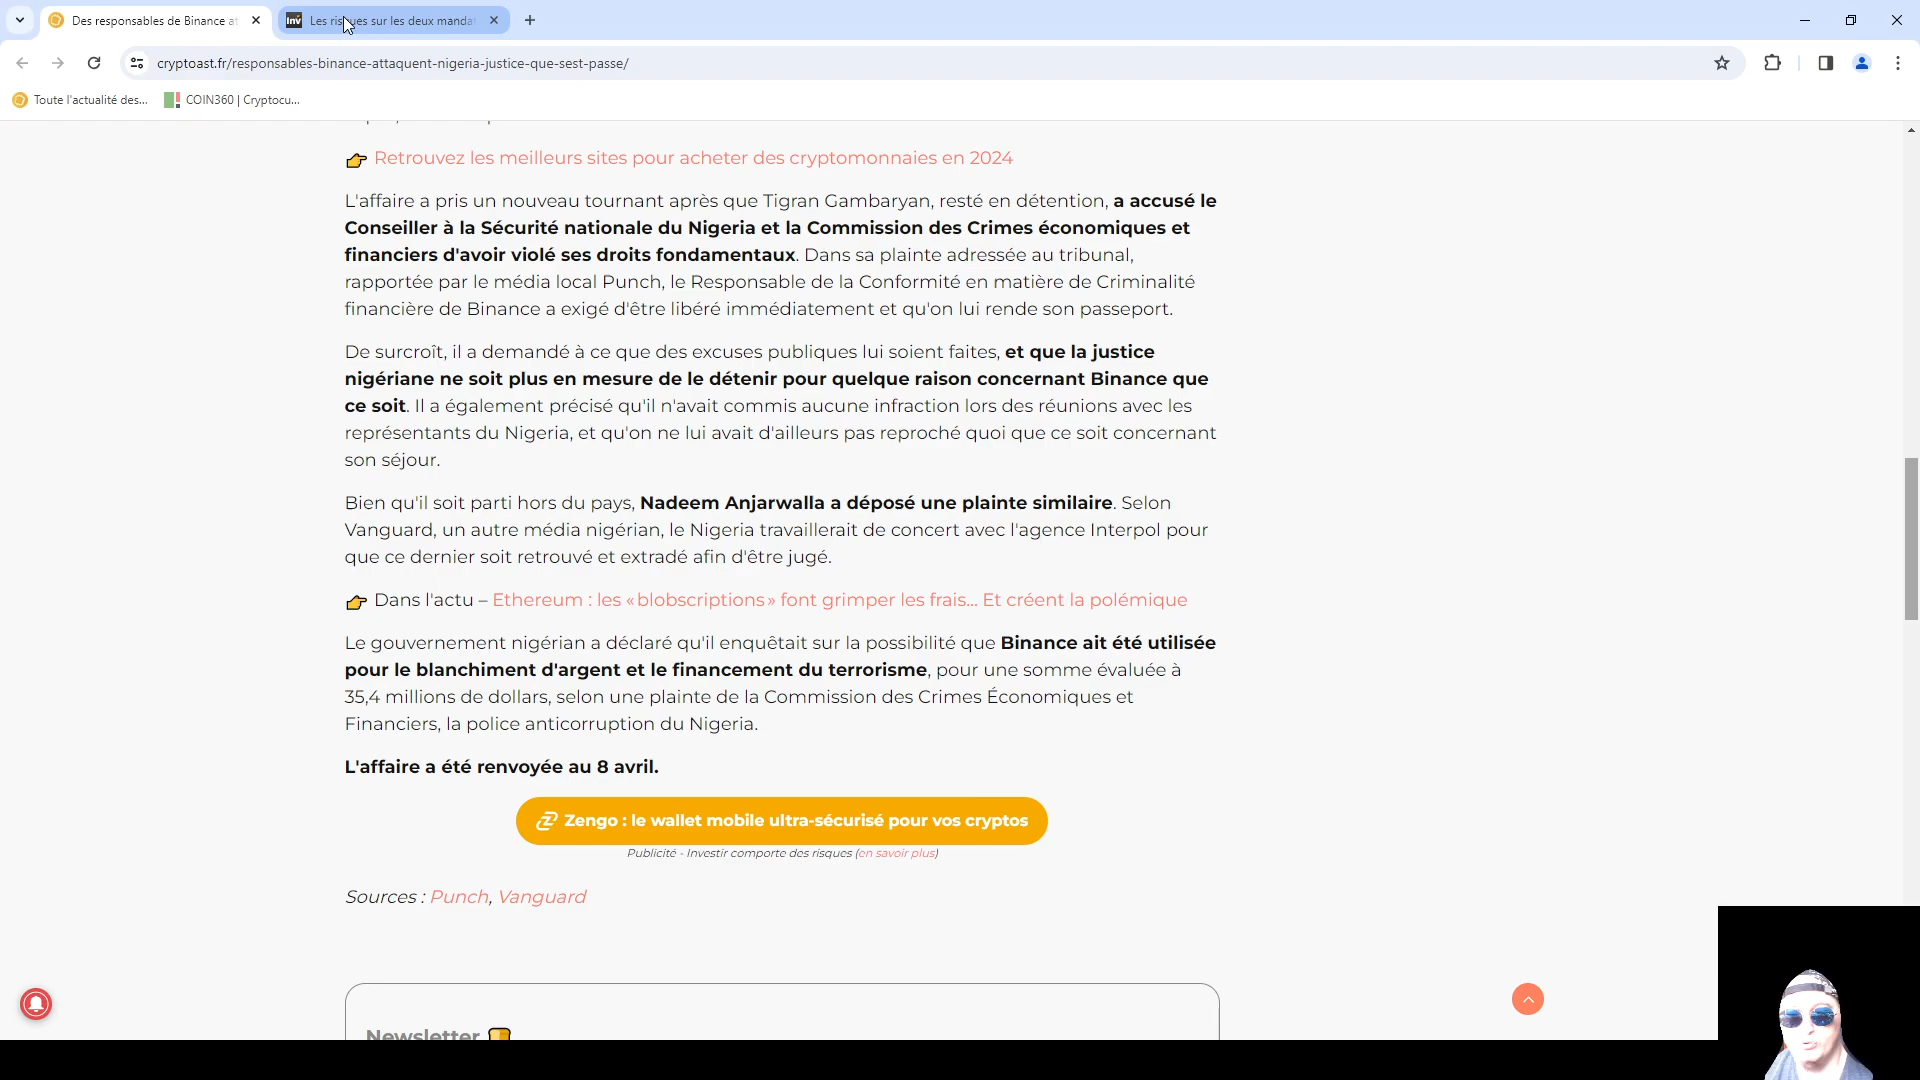 Des responsables de Binance at
Inv Les risques sur les deux manda
cryptoast.fr/responsables-binance-attaquent-nigeria-justice-que-sest-passe/
Toute l'actualité des...
COIN360 | Cryptocu...
Retrouvez les meilleurs sites pour acheter des cryptomonnaies en 2024
L'affaire a pris un nouveau tournant après que Tigran Gambaryan, resté en détention, a accusé le
Conseiller à la Sécurité nationale du Nigeria et la Commission des Crimes économiques et
financiers d'avoir violé ses droits fondamentaux. Dans sa plainte adressée au tribunal,
rapportée par le média local Punch, le Responsable de la Conformité en matière de Criminalité
financière de Binance a exigé d'être libéré immédiatement et qu'on lui rende son passeport.
De surcroît, il a demandé à ce que des excuses publiques lui soient faites, et que la justice
nigériane ne soit plus en mesure de le détenir pour quelque raison concernant Binance que
ce soit. Il a également précisé qu'il n'avait commis aucune infraction lors des réunions avec les
représentants du Nigeria, et qu'on ne lui avait d'ailleurs pas reproché quoi que ce soit concernant
son séjour.
Bien qu'il soit parti hors du pays, Nadeem Anjarwalla a déposé une plainte similaire. Selon
Vanguard, un autre média nigérian, le Nigeria travaillerait de concert avec l'agence Interpol pour
que ce dernier soit retrouvé et extradé afin d'être jugé.
Dans l'actu – Ethereum : les « blobscriptions » font grimper les frais... Et créent la polémique
Le gouvernement nigérian a déclaré qu'il enquêtait sur la possibilité que Binance ait été utilisée
pour le blanchiment d'argent et le financement du terrorisme, pour une somme évaluée à
35,4 millions de dollars, selon une plainte de la Commission des Crimes Économiques et
Financiers, la police anticorruption du Nigeria.
L'affaire a été renvoyée au 8 avril.
Zengo : le wallet mobile ultra-sécurisé pour vos cryptos
Publicité - Investir comporte des risques (en savoir plus)
Sources : Punch, Vanguard
Newsletter